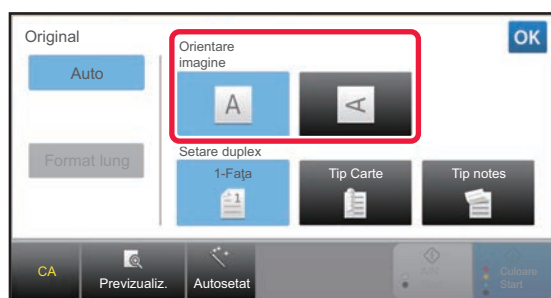 Original
OK
Orientare
imagine
Auto
A
A
Format lung
Setare duplex
1-Faţa
Tip Carte
Tip notes
1
CA
Previzualiz.
Autosetat
Culoare
Start